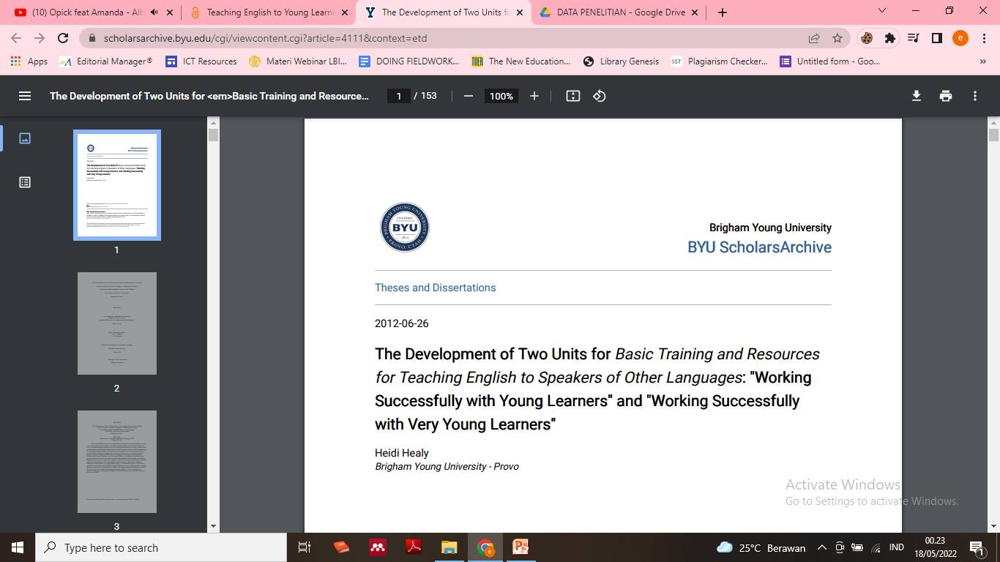 (10) Opick feat Amanda - Alh
Teaching English to Young Learne
The Development of Two Units fo
DATA PENELITIAN - Google Drive
scholarsarchive.byu.edu/cgi/viewcontent.cgi?article=4111&context=etd
e
Apps
Editorial Manager®
ICT Resources
Materi Webinar LBI...
DOING FIELDWORK...
The New Education...
Library Genesis
SST
Plagiarism Checker...
Untitled form - Goo...
»
The Development of Two Units for <em>Basic Training and Resource...
1 / 153
100%
1
2
3
BRIGHAM YOUNG UNIVERSITY
FOUNDED
BYU
1875
PROVO, UTAH
Brigham Young University
BYU ScholarsArchive
Theses and Dissertations
2012-06-26
The Development of Two Units for Basic Training and Resources
for Teaching English to Speakers of Other Languages: "Working
Successfully with Young Learners" and "Working Successfully
with Very Young Learners"
Heidi Healy
Brigham Young University - Provo
Activate Windows
Go to Settings to activate Windows.
Type here to search
25°C Berawan
IND
00.23
18/05/2022
1